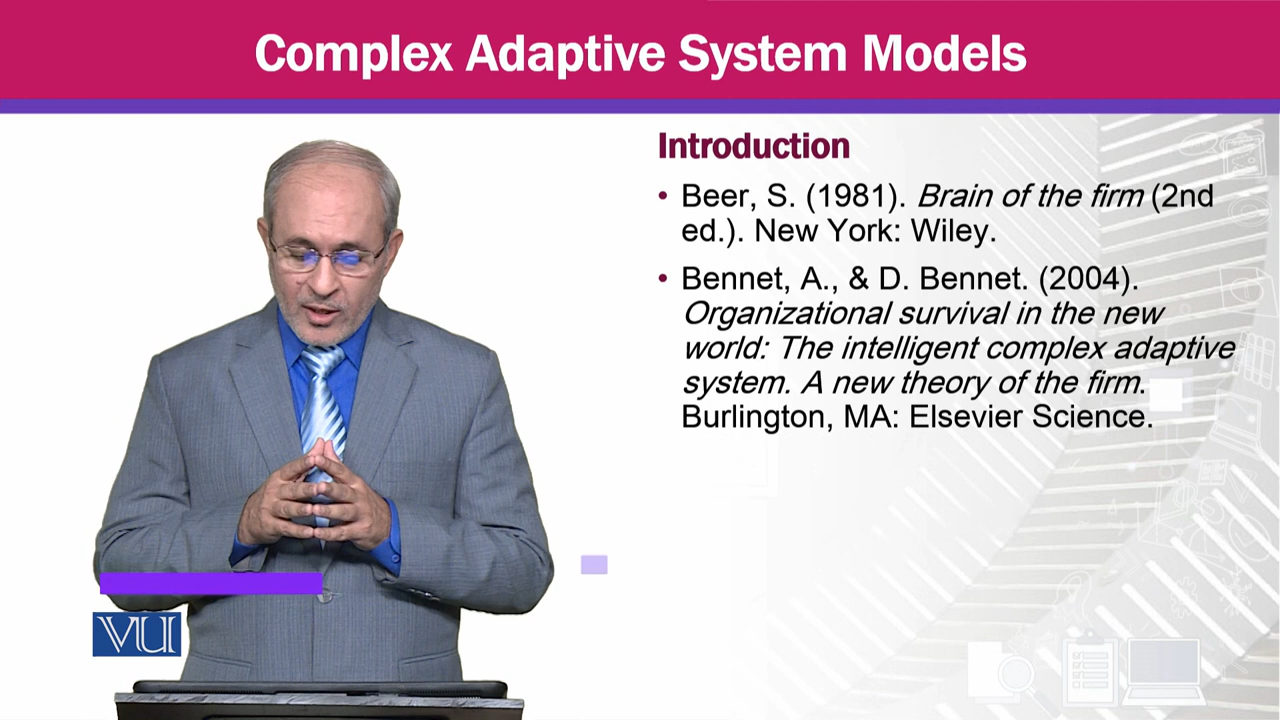 Complex Adaptive System Models
Introduction
• Beer, S. (1981). Brain of the firm (2nd
ed.). New York: Wiley.
• Bennet, A., & D. Bennet. (2004).
Organizational survival in the new
world: The intelligent complex adaptive
system. A new theory of the firm.
Burlington, MA: Elsevier Science.
VU